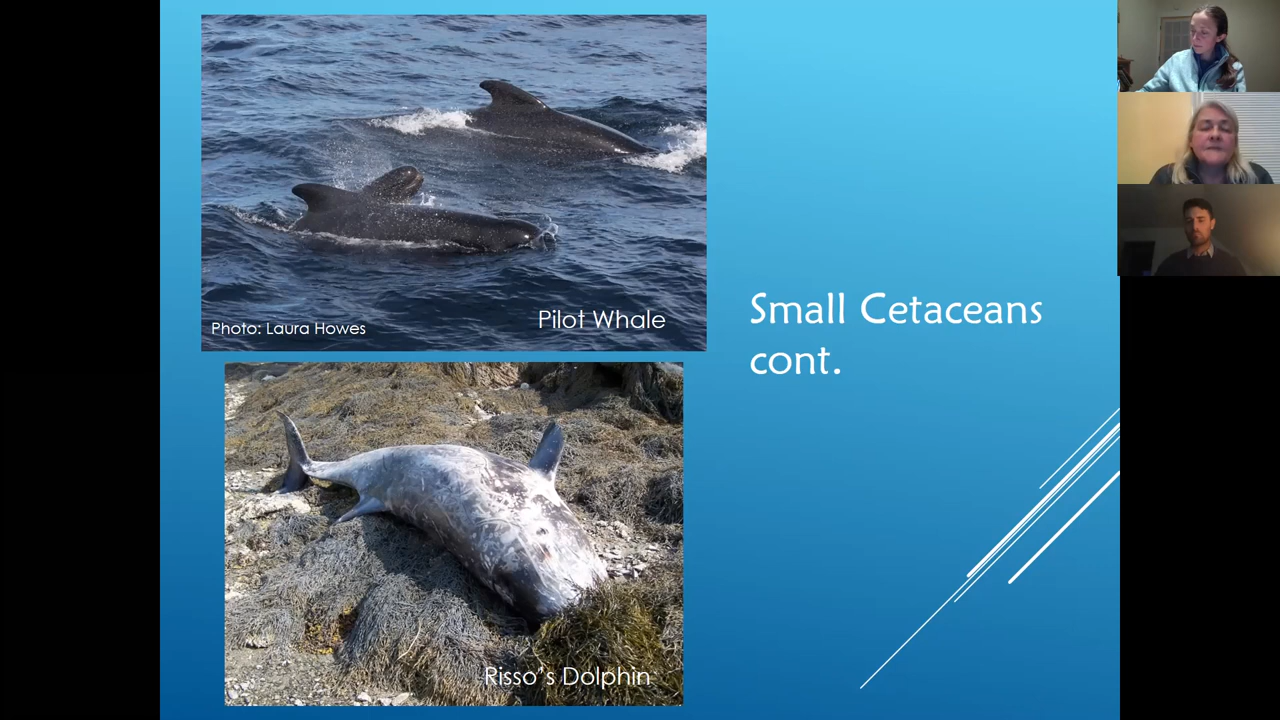 Photo: Laura Howes
Pilot Whale
Small Cetaceans
cont.
Risso's Dolphin